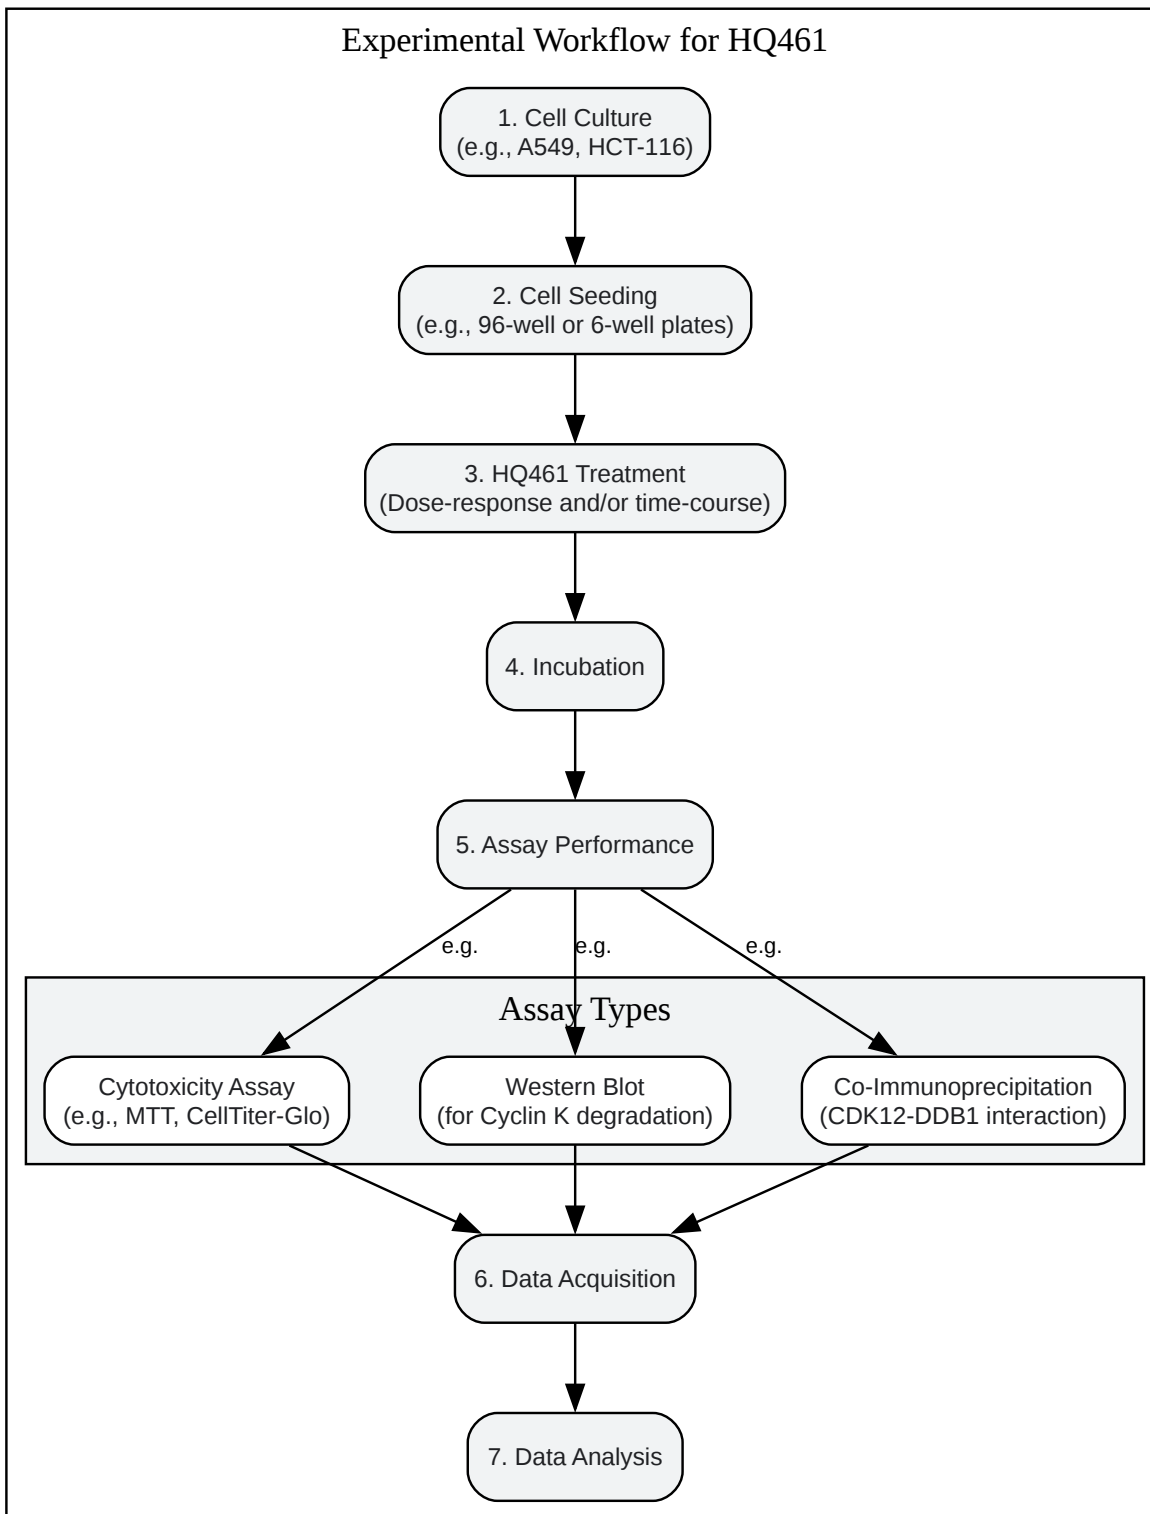 Experimental Workflow for HQ461
1. Cell Culture
(e.g., A549, HCT-116)
2. Cell Seeding
(e.g., 96-well or 6-well plates)
3. HQ461 Treatment
(Dose-response and/or time-course)
4. Incubation
5. Assay Performance
e.g.
e.g.
e.g.
Assay Types
Cytotoxicity Assay
(e.g., MTT, CellTiter-Glo)
Western Blot
(for Cyclin K degradation)
Co-Immunoprecipitation
(CDK12-DDB1 interaction)
6. Data Acquisition
7. Data Analysis